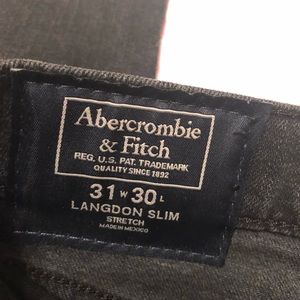 Abercrombie
& Fitch
REG. U.S. PAT. TRADEMARK
QUALITY SINCE 1892
31 W 30 L
LANGDON SLIM
STRETCH
MADE IN MEXICO